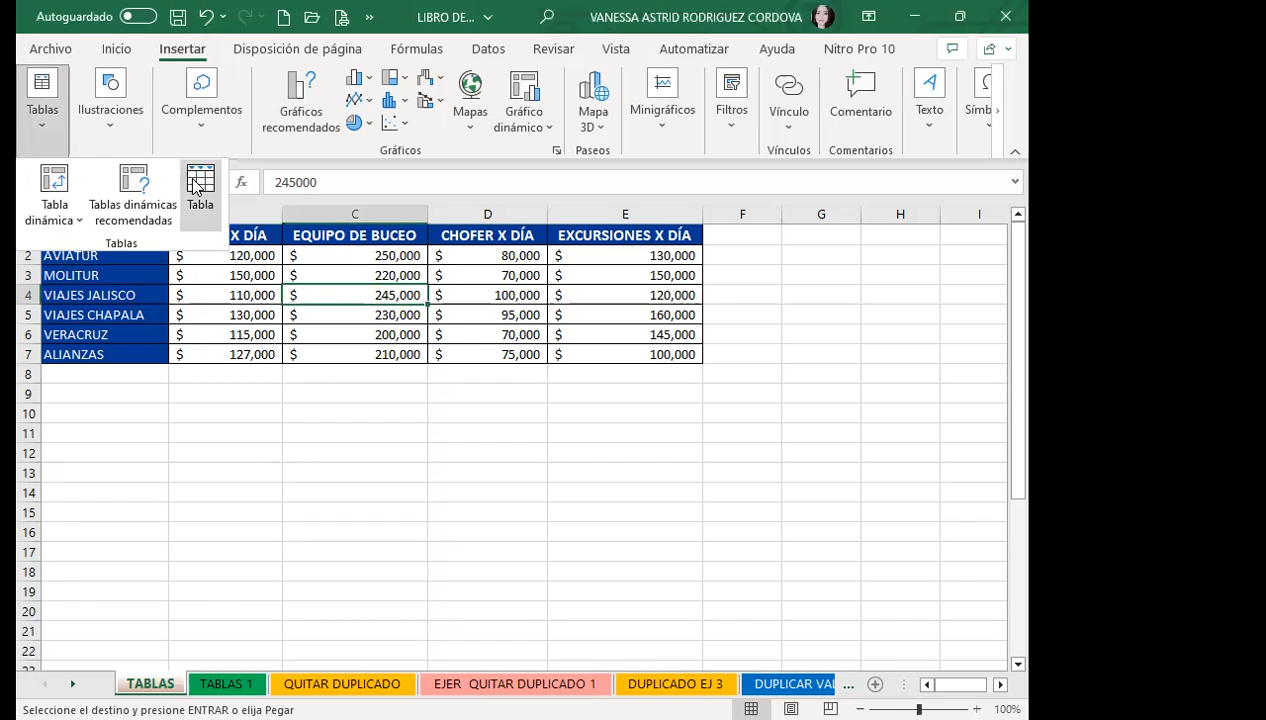 Autoguardado LIBRO DE... VANESSA ASTRID RODRIGUEZ CORDOVA
Archivo Inicio Insertar Disposición de página Fórmulas Datos Revisar Vista Automatizar Ayuda Nitro Pro 10
Tablas Ilustraciones Complementos Gráficos recomendados Mapas Gráfico dinámico Mapa 3D Minigráficos Filtros Vínculo Comentario Texto Símb
Gráficos Paseos Vínculos Comentarios
Tabla dinámica Tablas dinámicas recomendadas Tabla
Tablas
fx 245000
C D E F G H I
X DÍA EQUIPO DE BUCEO CHOFER X DÍA EXCURSIONES X DÍA
2 AVIATUR $ 120,000 $ 250,000 $ 80,000 $ 130,000
3 MOLITUR $ 150,000 $ 220,000 $ 70,000 $ 150,000
4 VIAJES JALISCO $ 110,000 $ 245,000 $ 100,000 $ 120,000
5 VIAJES CHAPALA $ 130,000 $ 230,000 $ 95,000 $ 160,000
6 VERACRUZ $ 115,000 $ 200,000 $ 70,000 $ 145,000
7 ALIANZAS $ 127,000 $ 210,000 $ 75,000 $ 100,000
8
9
10
11
12
13
14
15
16
17
18
19
20
21
22
TABLAS TABLAS 1 QUITAR DUPLICADO EJER QUITAR DUPLICADO 1 DUPLICADO EJ 3 DUPLICAR VAL ...
Seleccione el destino y presione ENTRAR o elija Pegar 100%